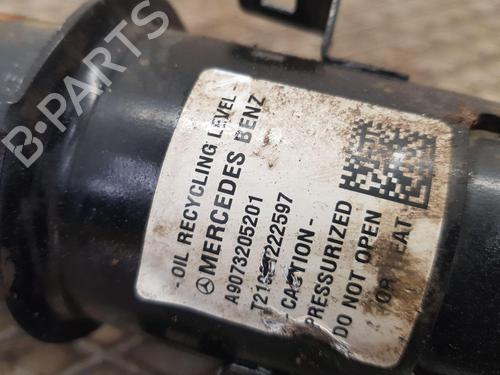 B-PARTS
- OIL RECYCLING LEVEL -
MERCEDES BENZ
A9073205201
- CAUTION -
PRESSURIZED
DO NOT OPEN
OR HEAT